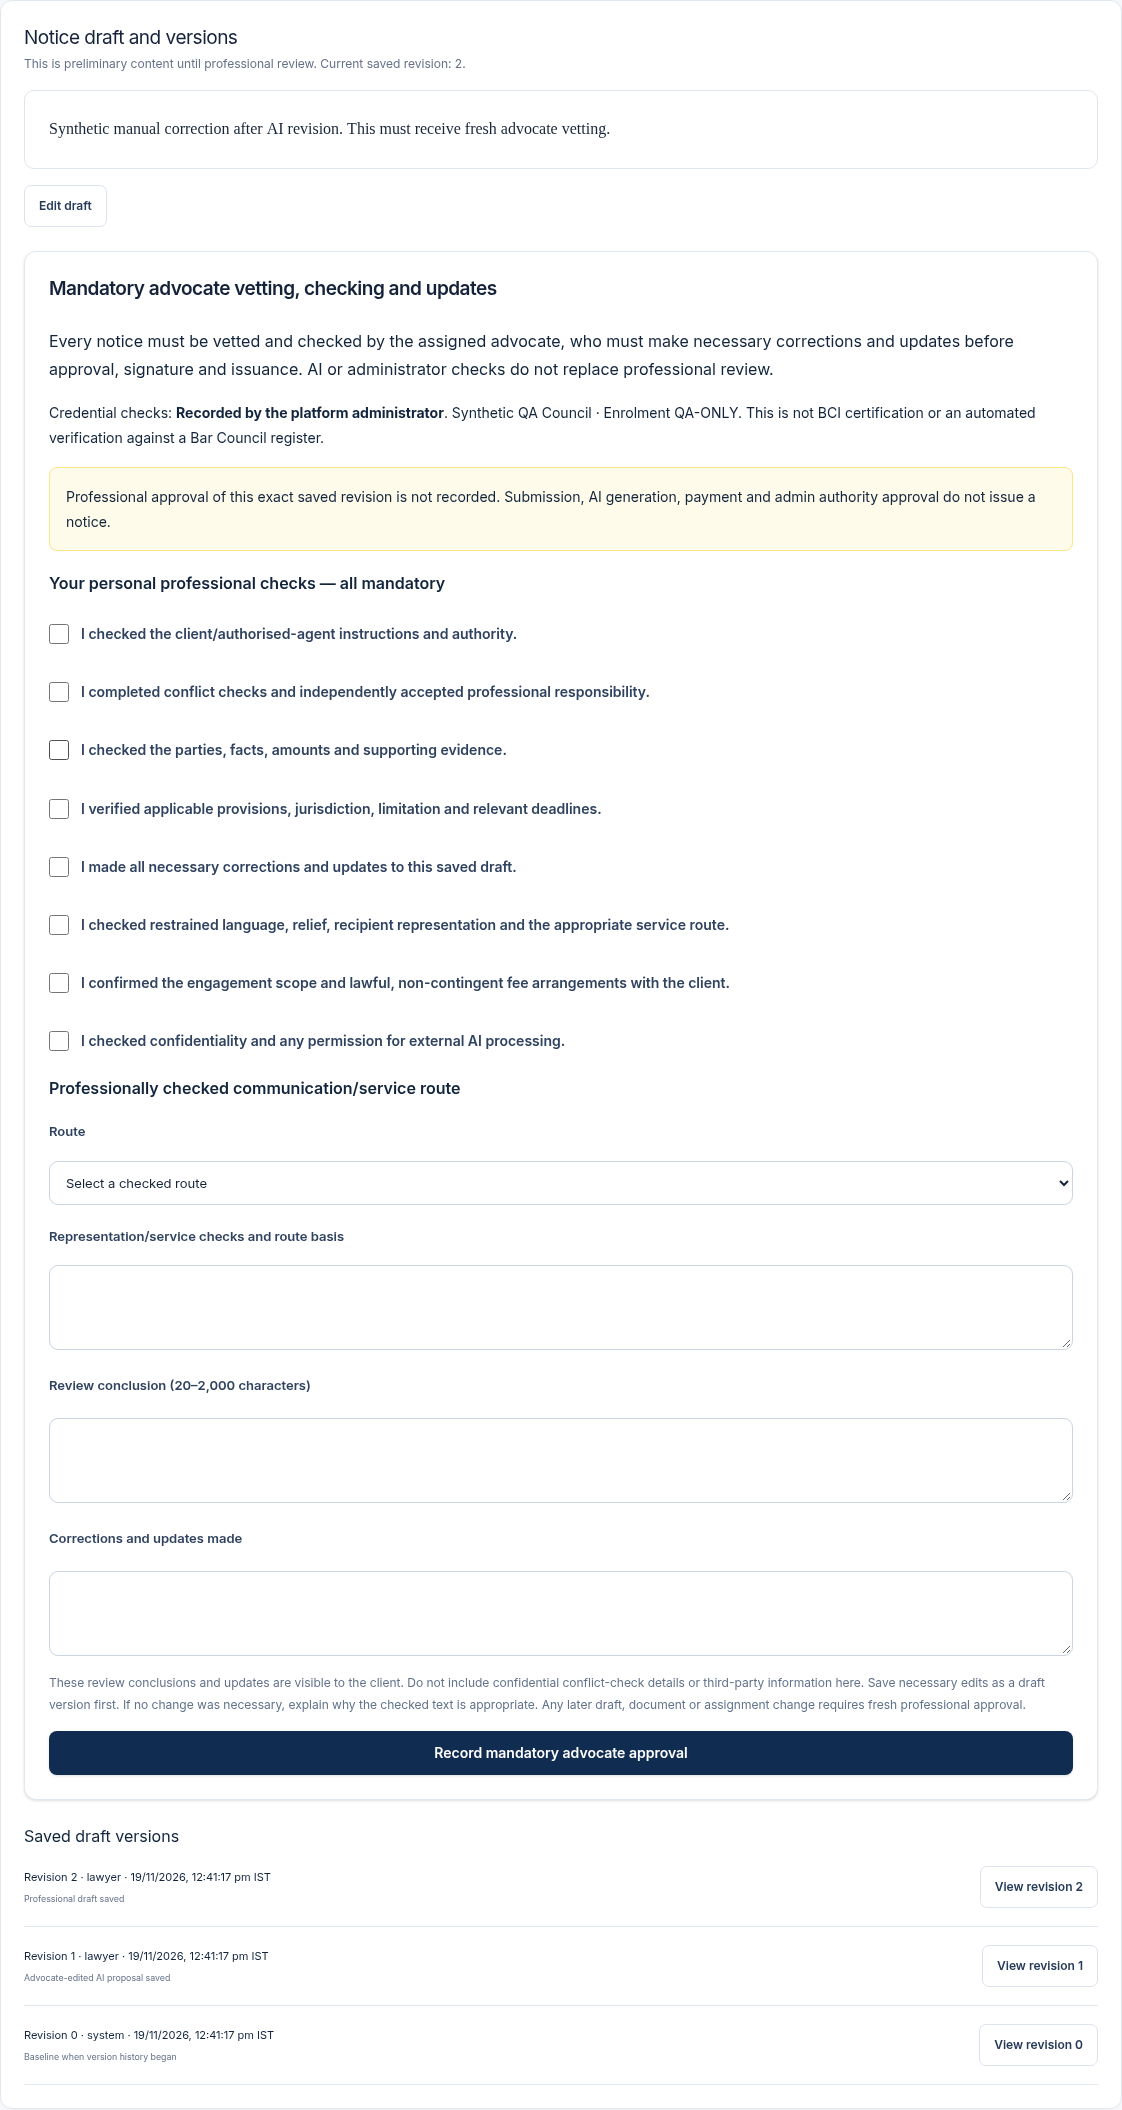 Notice draft and versions
This is preliminary content until professional review. Current saved revision: 2.
Synthetic manual correction after AI revision. This must receive fresh advocate vetting.
Edit draft
Mandatory advocate vetting, checking and updates
Every notice must be vetted and checked by the assigned advocate, who must make necessary corrections and updates before
approval, signature and issuance. AI or administrator checks do not replace professional review.
Credential checks: Recorded by the platform administrator. Synthetic QA Council · Enrolment QA-ONLY. This is not BCI certification or an automated
verification against a Bar Council register.
Professional approval of this exact saved revision is not recorded. Submission, AI generation, payment and admin authority approval do not issue a
notice.
Your personal professional checks — all mandatory
I checked the client/authorised-agent instructions and authority.
I completed conflict checks and independently accepted professional responsibility.
I checked the parties, facts, amounts and supporting evidence.
I verified applicable provisions, jurisdiction, limitation and relevant deadlines.
I made all necessary corrections and updates to this saved draft.
I checked restrained language, relief, recipient representation and the appropriate service route.
I confirmed the engagement scope and lawful, non-contingent fee arrangements with the client.
I checked confidentiality and any permission for external AI processing.
Professionally checked communication/service route
Route
Select a checked route
Representation/service checks and route basis
Review conclusion (20–2,000 characters)
Corrections and updates made
These review conclusions and updates are visible to the client. Do not include confidential conflict-check details or third-party information here. Save necessary edits as a draft
version first. If no change was necessary, explain why the checked text is appropriate. Any later draft, document or assignment change requires fresh professional approval.
Record mandatory advocate approval
Saved draft versions
Revision 2 · lawyer · 19/11/2026, 12:41:17 pm IST
Professional draft saved
View revision 2
Revision 1 · lawyer · 19/11/2026, 12:41:17 pm IST
Advocate-edited AI proposal saved
View revision 1
Revision 0 · system · 19/11/2026, 12:41:17 pm IST
Baseline when version history began
View revision 0